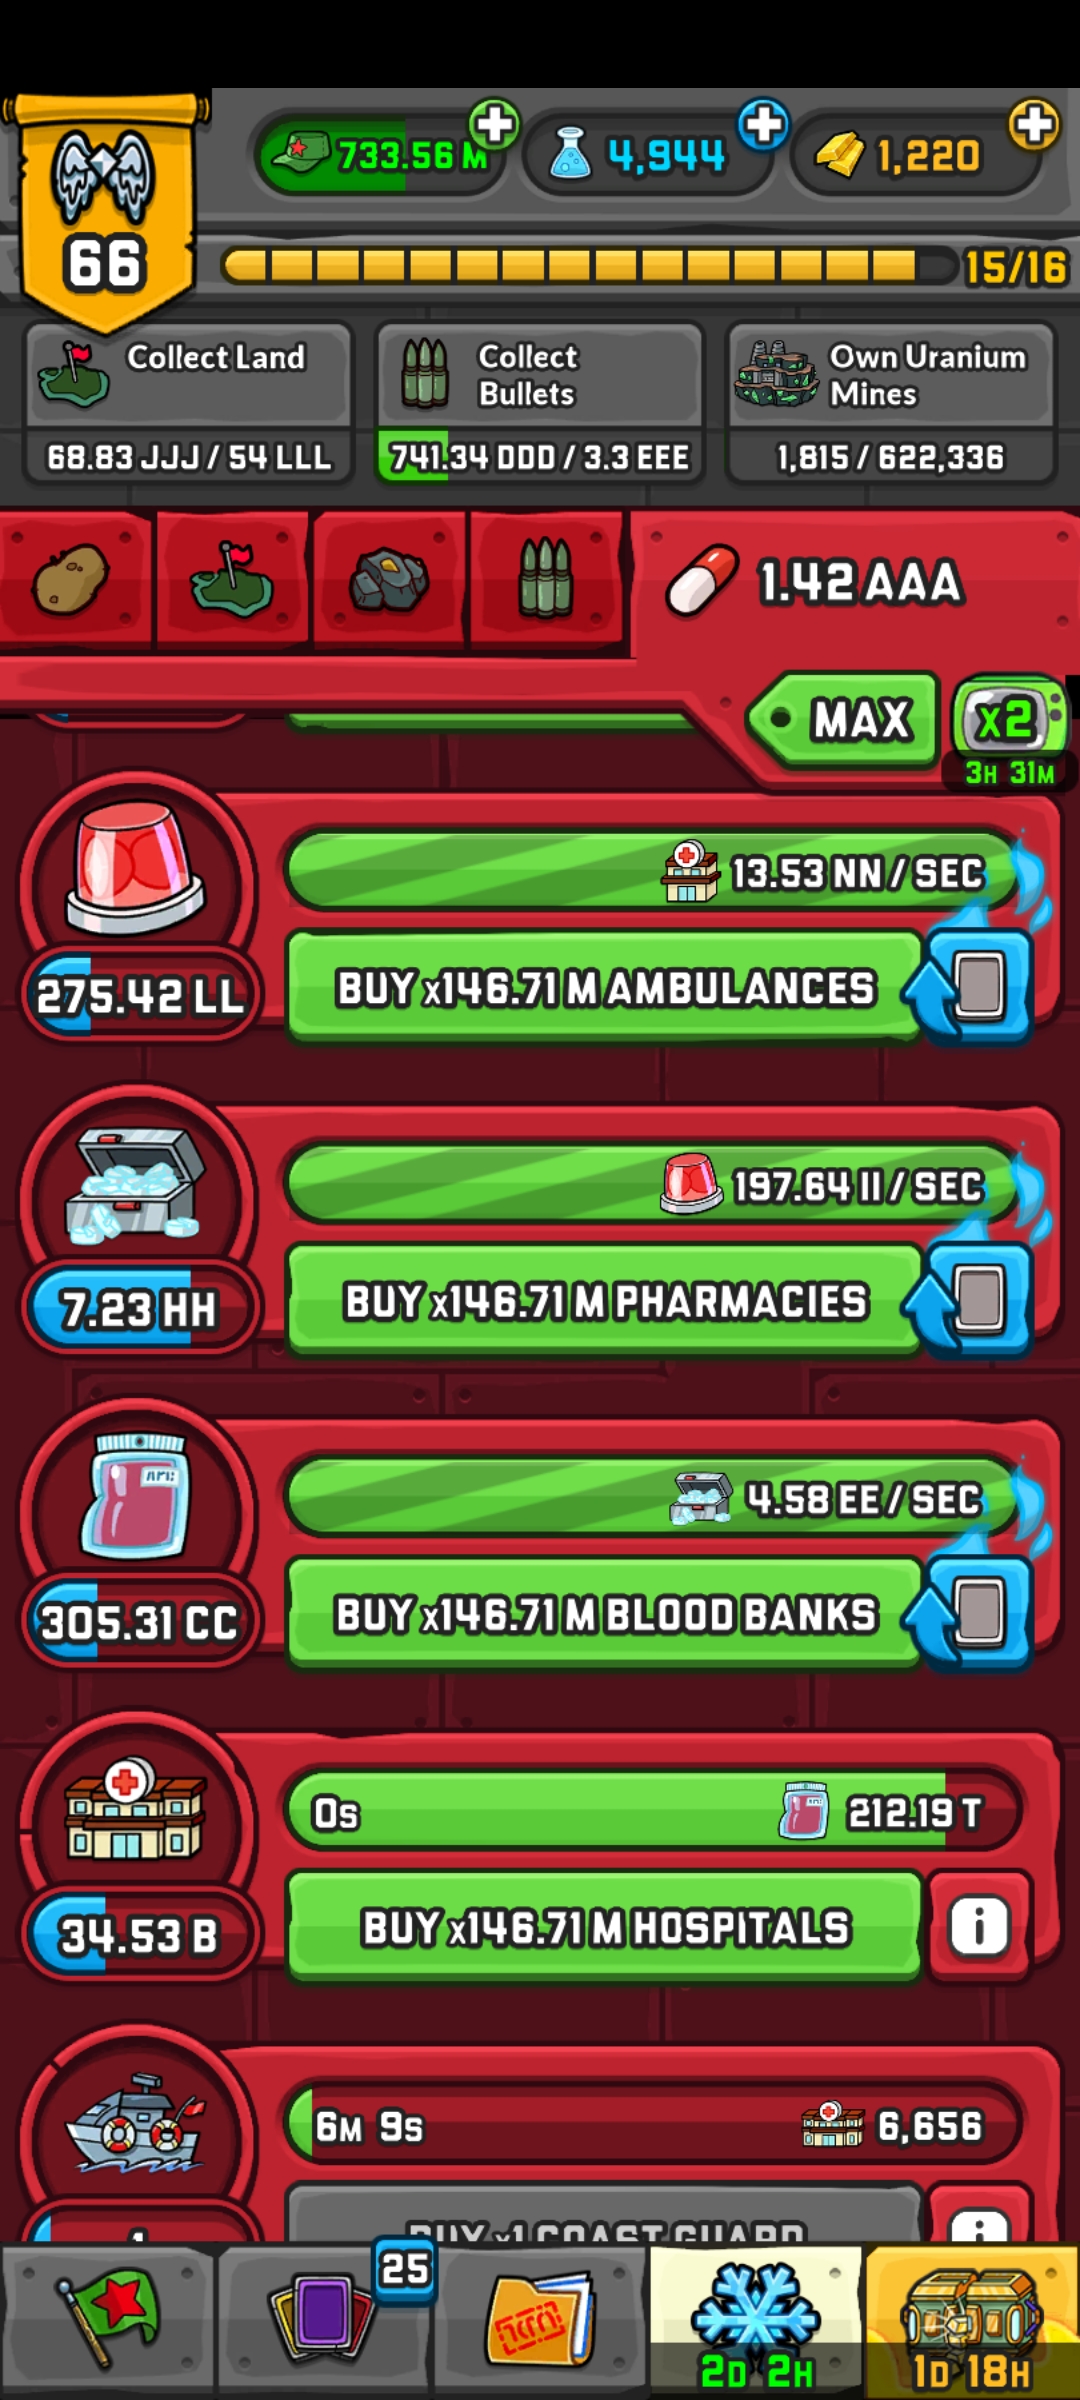 733.56 M
4,944
1,220
66
15/16
Collect Land
68.83 JJJ / 54 LLL
Collect
Bullets
741.34 DDD / 3.3 EEE
Own Uranium
Mines
1,815 / 622,336
1.42 AAA
MAX
x2
3H 31M
13.53 NN / SEC
275.42 LL
BUY x146.71 M AMBULANCES
197.64 II / SEC
7.23 HH
BUY x146.71 M PHARMACIES
4.58 EE / SEC
305.31 CC
BUY x146.71 M BLOOD BANKS
0s
212.19 T
34.53 B
BUY x146.71 M HOSPITALS
i
6M 9s
6,656
BUY x1 COAST GUARD
25
2D 2H
1D 18H